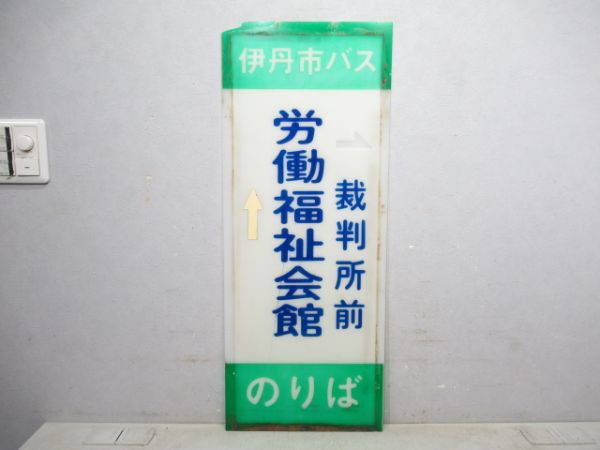 伊丹市バス
裁判所前
労働福祉会館
のりば